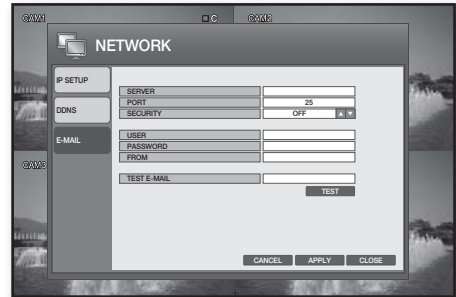 CAM1 C CAM2
NETWORK
IP SETUP
DDNS
E-MAIL
SERVER
PORT 25
SECURITY OFF
USER
PASSWORD
FROM
CAM3
TEST E-MAIL
TEST
CANCEL APPLY CLOSE